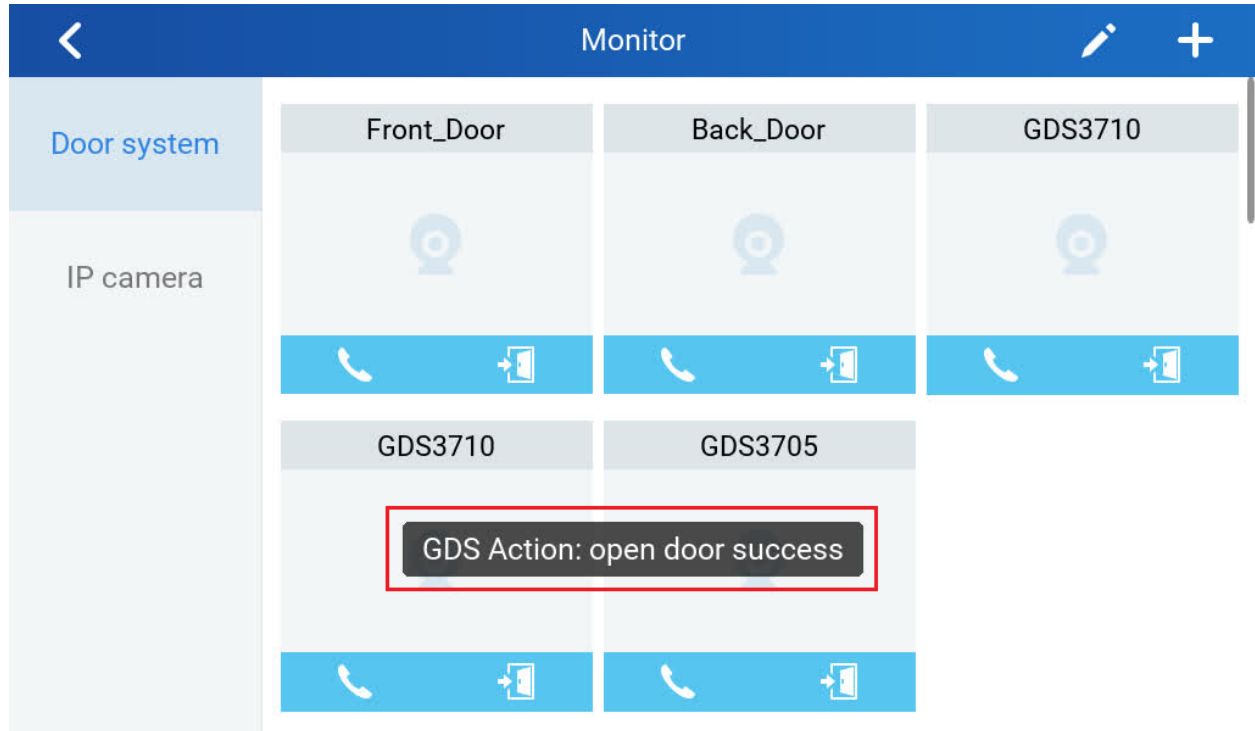 Monitor
Door system
IP camera
Front_Door
Back_Door
GDS3710
GDS3710
GDS3705
GDS Action: open door success